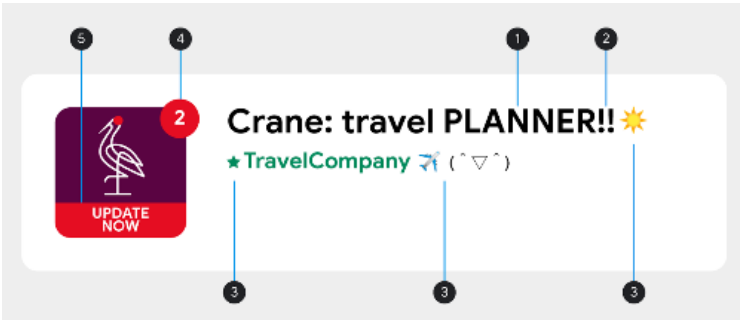 5 4 1 2
2
Crane: travel PLANNER!!☀️
★TravelCompany ✈️ (＾▽＾)
UPDATE
NOW
3 3 3